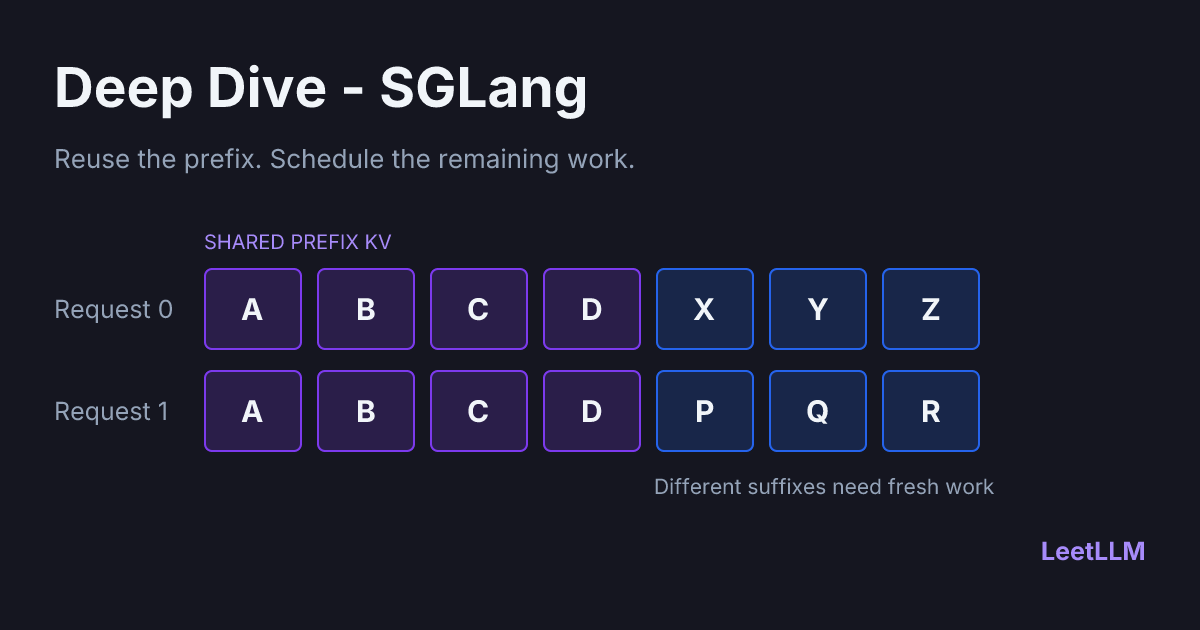 Deep Dive - SGLang
Reuse the prefix. Schedule the remaining work.
SHARED PREFIX KV
Request 0 A B C D X Y Z
Request 1 A B C D P Q R
Different suffixes need fresh work
LeetLLM